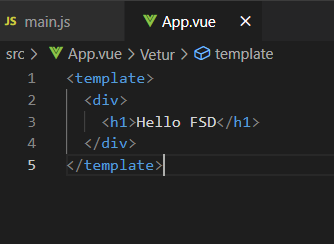 JS main.js App.vue ×
src > App.vue > Vetur > template
1 <template>
2 <div>
3 <h1>Hello FSD</h1>
4 </div>
5 </template>